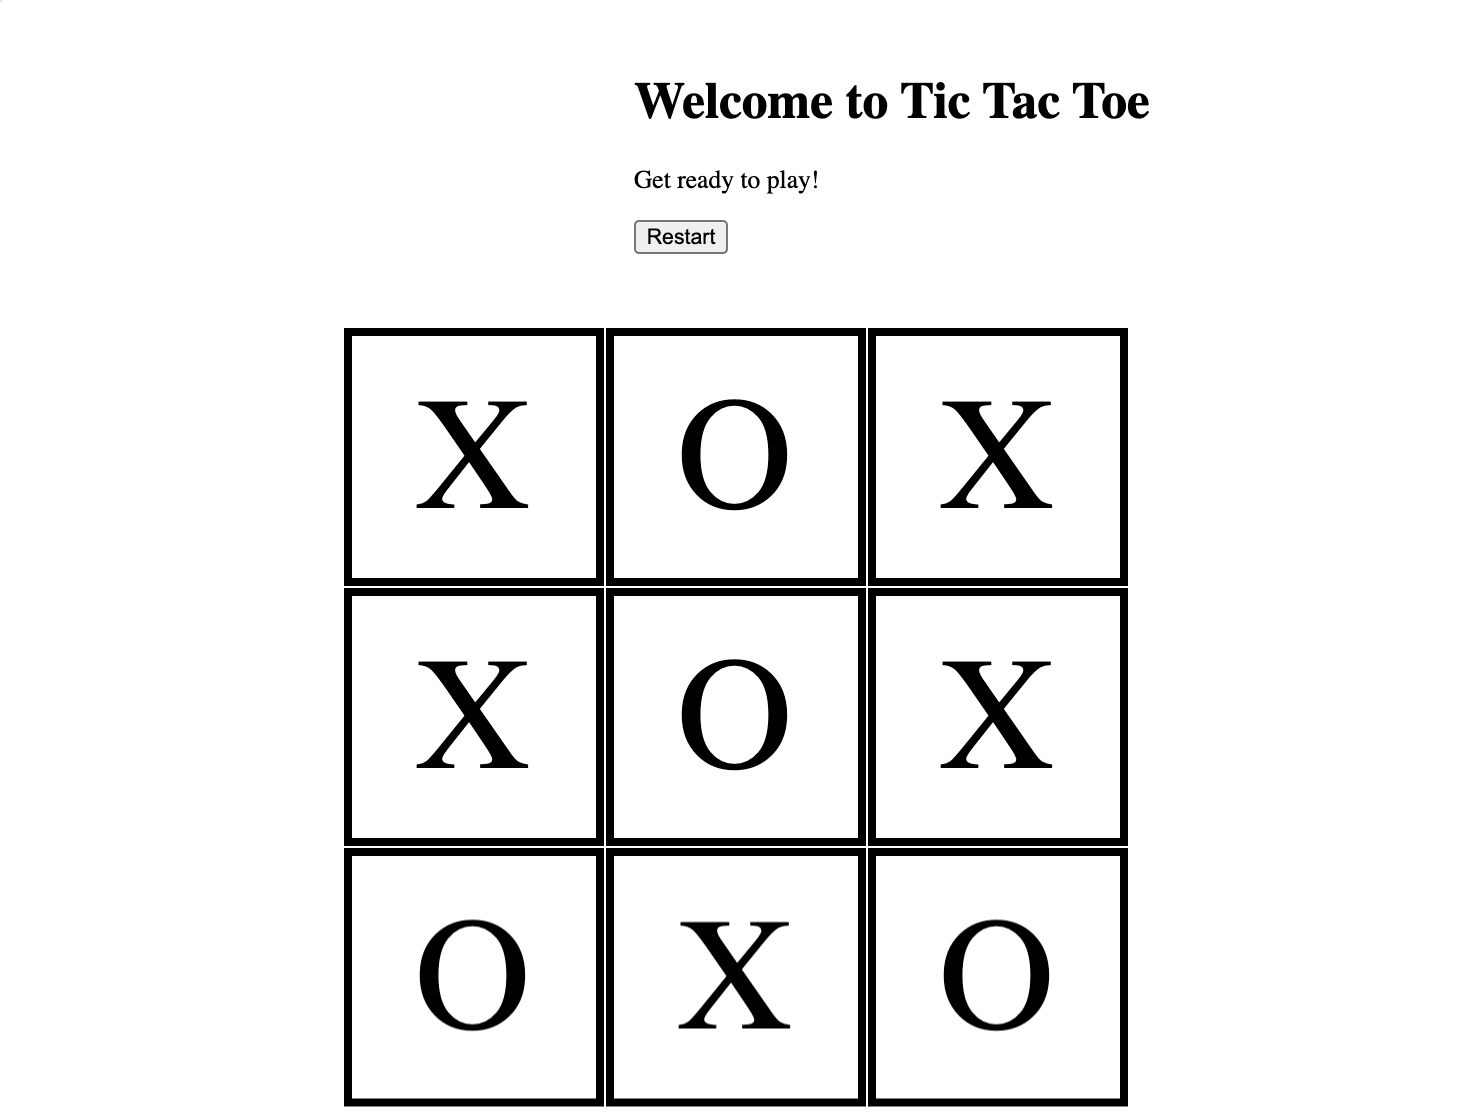 Welcome to Tic Tac Toe
Get ready to play!
Restart
X O X
X O X
O X O